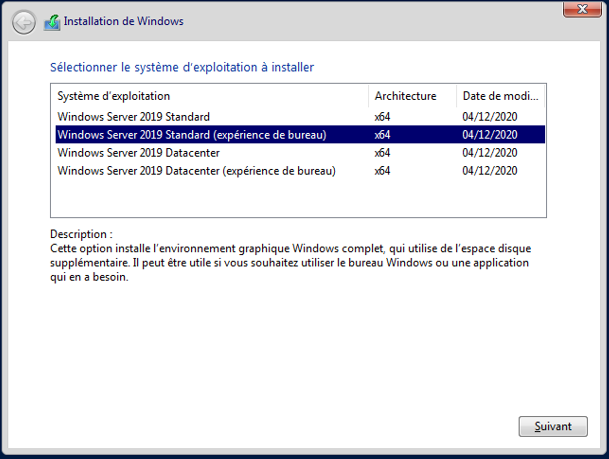 Installation de Windows
Sélectionner le système d'exploitation à installer
Système d'exploitation Architecture Date de modi...
Windows Server 2019 Standard x64 04/12/2020
Windows Server 2019 Standard (expérience de bureau) x64 04/12/2020
Windows Server 2019 Datacenter x64 04/12/2020
Windows Server 2019 Datacenter (expérience de bureau) x64 04/12/2020
Description :
Cette option installe l'environnement graphique Windows complet, qui utilise de l'espace disque
supplémentaire. Il peut être utile si vous souhaitez utiliser le bureau Windows ou une application
qui en a besoin.
Suivant